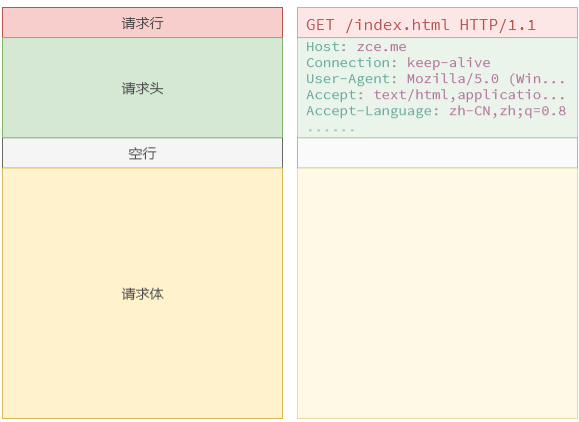 请求行
GET /index.html HTTP/1.1
请求头
Host: zce.me
Connection: keep-alive
User-Agent: Mozilla/5.0 (Win...
Accept: text/html,applicatio...
Accept-Language: zh-CN,zh;q=0.8
......
空行
请求体